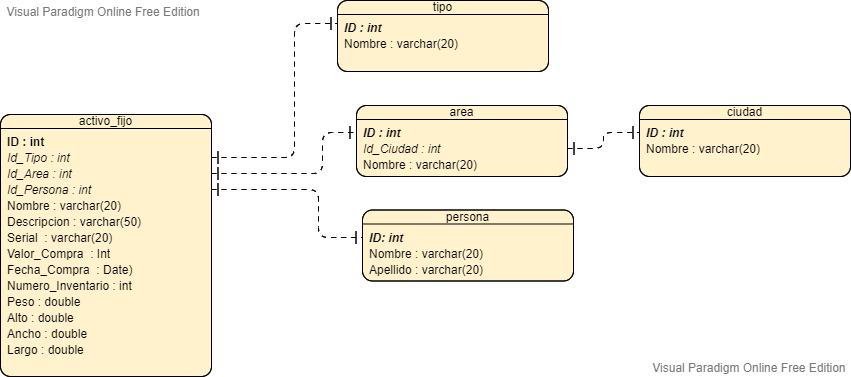 Visual Paradigm Online Free Edition
tipo
ID : int
Nombre : varchar(20)
activo_fijo
ID : int
Id_Tipo : int
Id_Area : int
Id_Persona : int
Nombre : varchar(20)
Descripcion : varchar(50)
Serial : varchar(20)
Valor_Compra : Int
Fecha_Compra : Date)
Numero_Inventario : int
Peso : double
Alto : double
Ancho : double
Largo : double
area
ID : int
Id_Ciudad : int
Nombre : varchar(20)
ciudad
ID : int
Nombre : varchar(20)
persona
ID: int
Nombre : varchar(20)
Apellido : varchar(20)
Visual Paradigm Online Free Edition